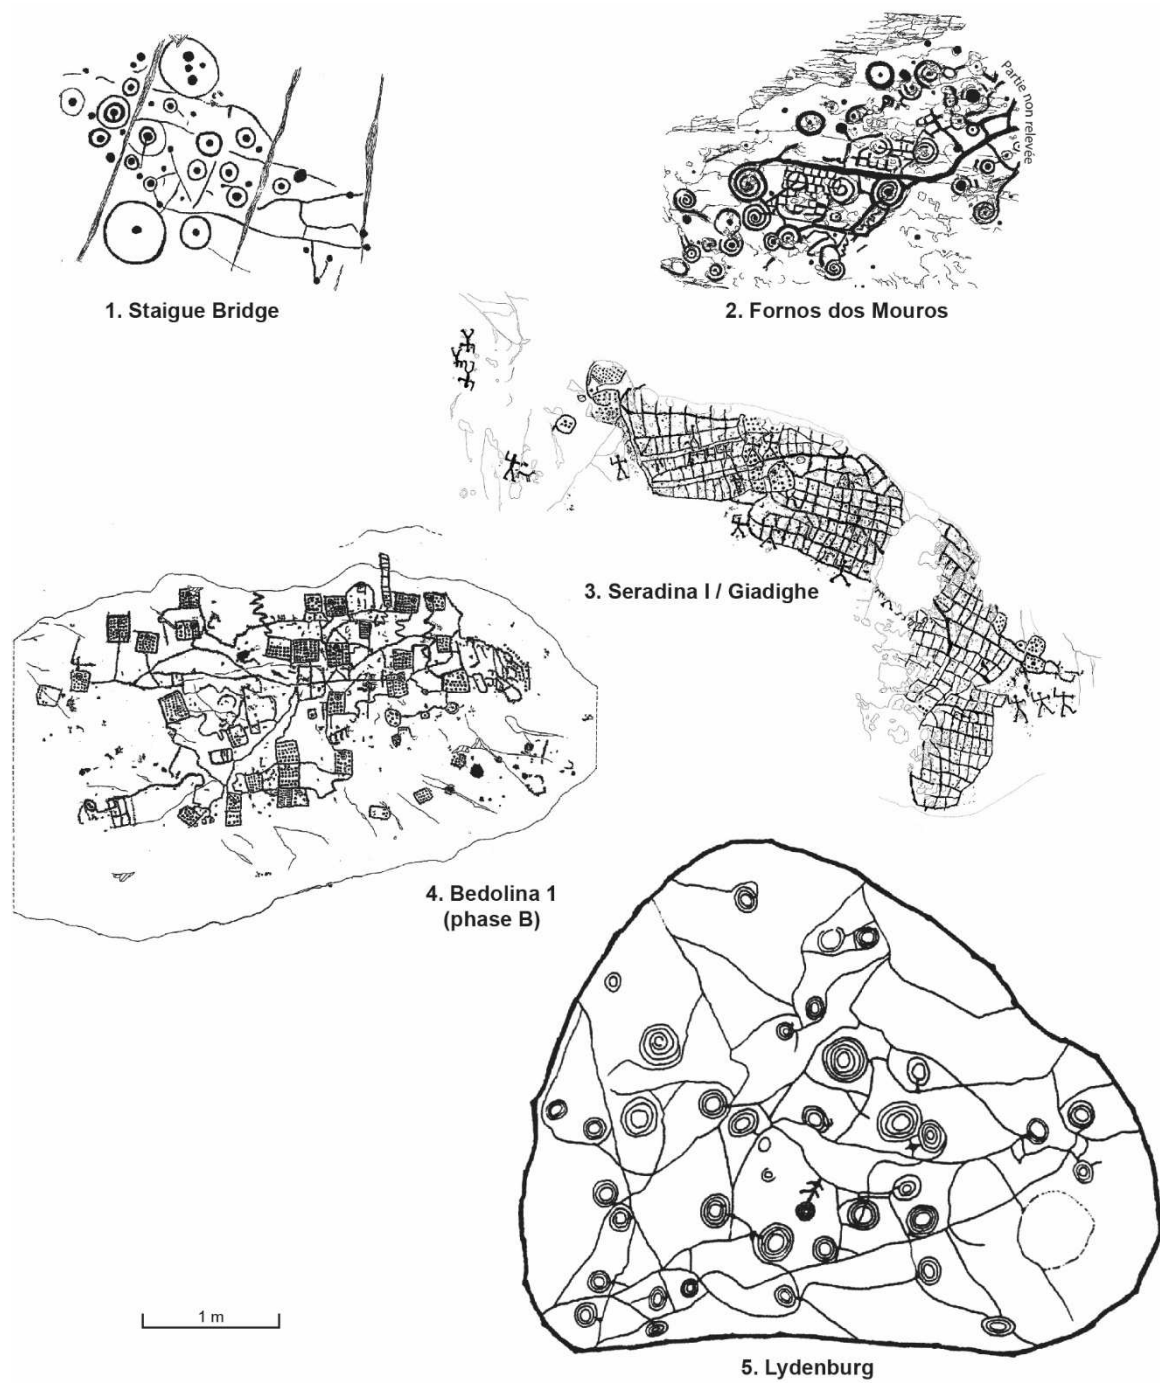 Partie non relevée
1. Staigue Bridge
2. Fornos dos Mouros
3. Seradina I / Giadighe
4. Bedolina 1
(phase B)
1 m
5. Lydenburg